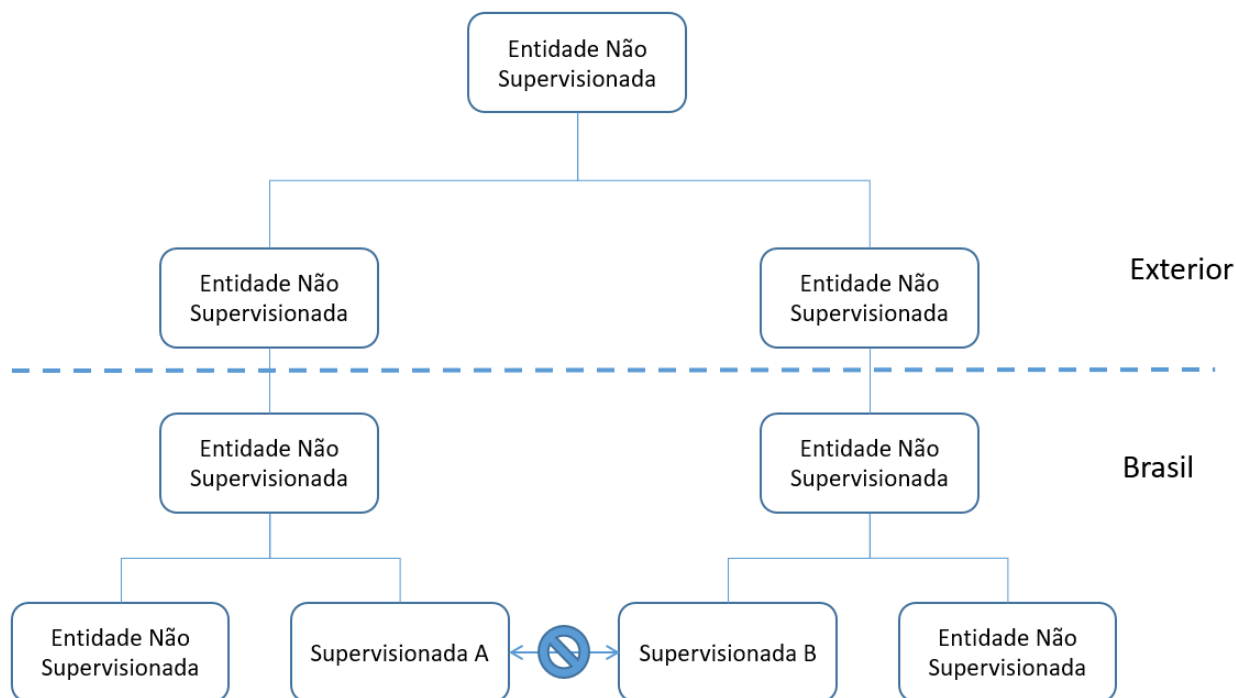 Entidade Não
Supervisionada
Entidade Não
Supervisionada
Entidade Não
Supervisionada
Exterior
Entidade Não
Supervisionada
Entidade Não
Supervisionada
Brasil
Entidade Não
Supervisionada
Supervisionada A
Supervisionada B
Entidade Não
Supervisionada